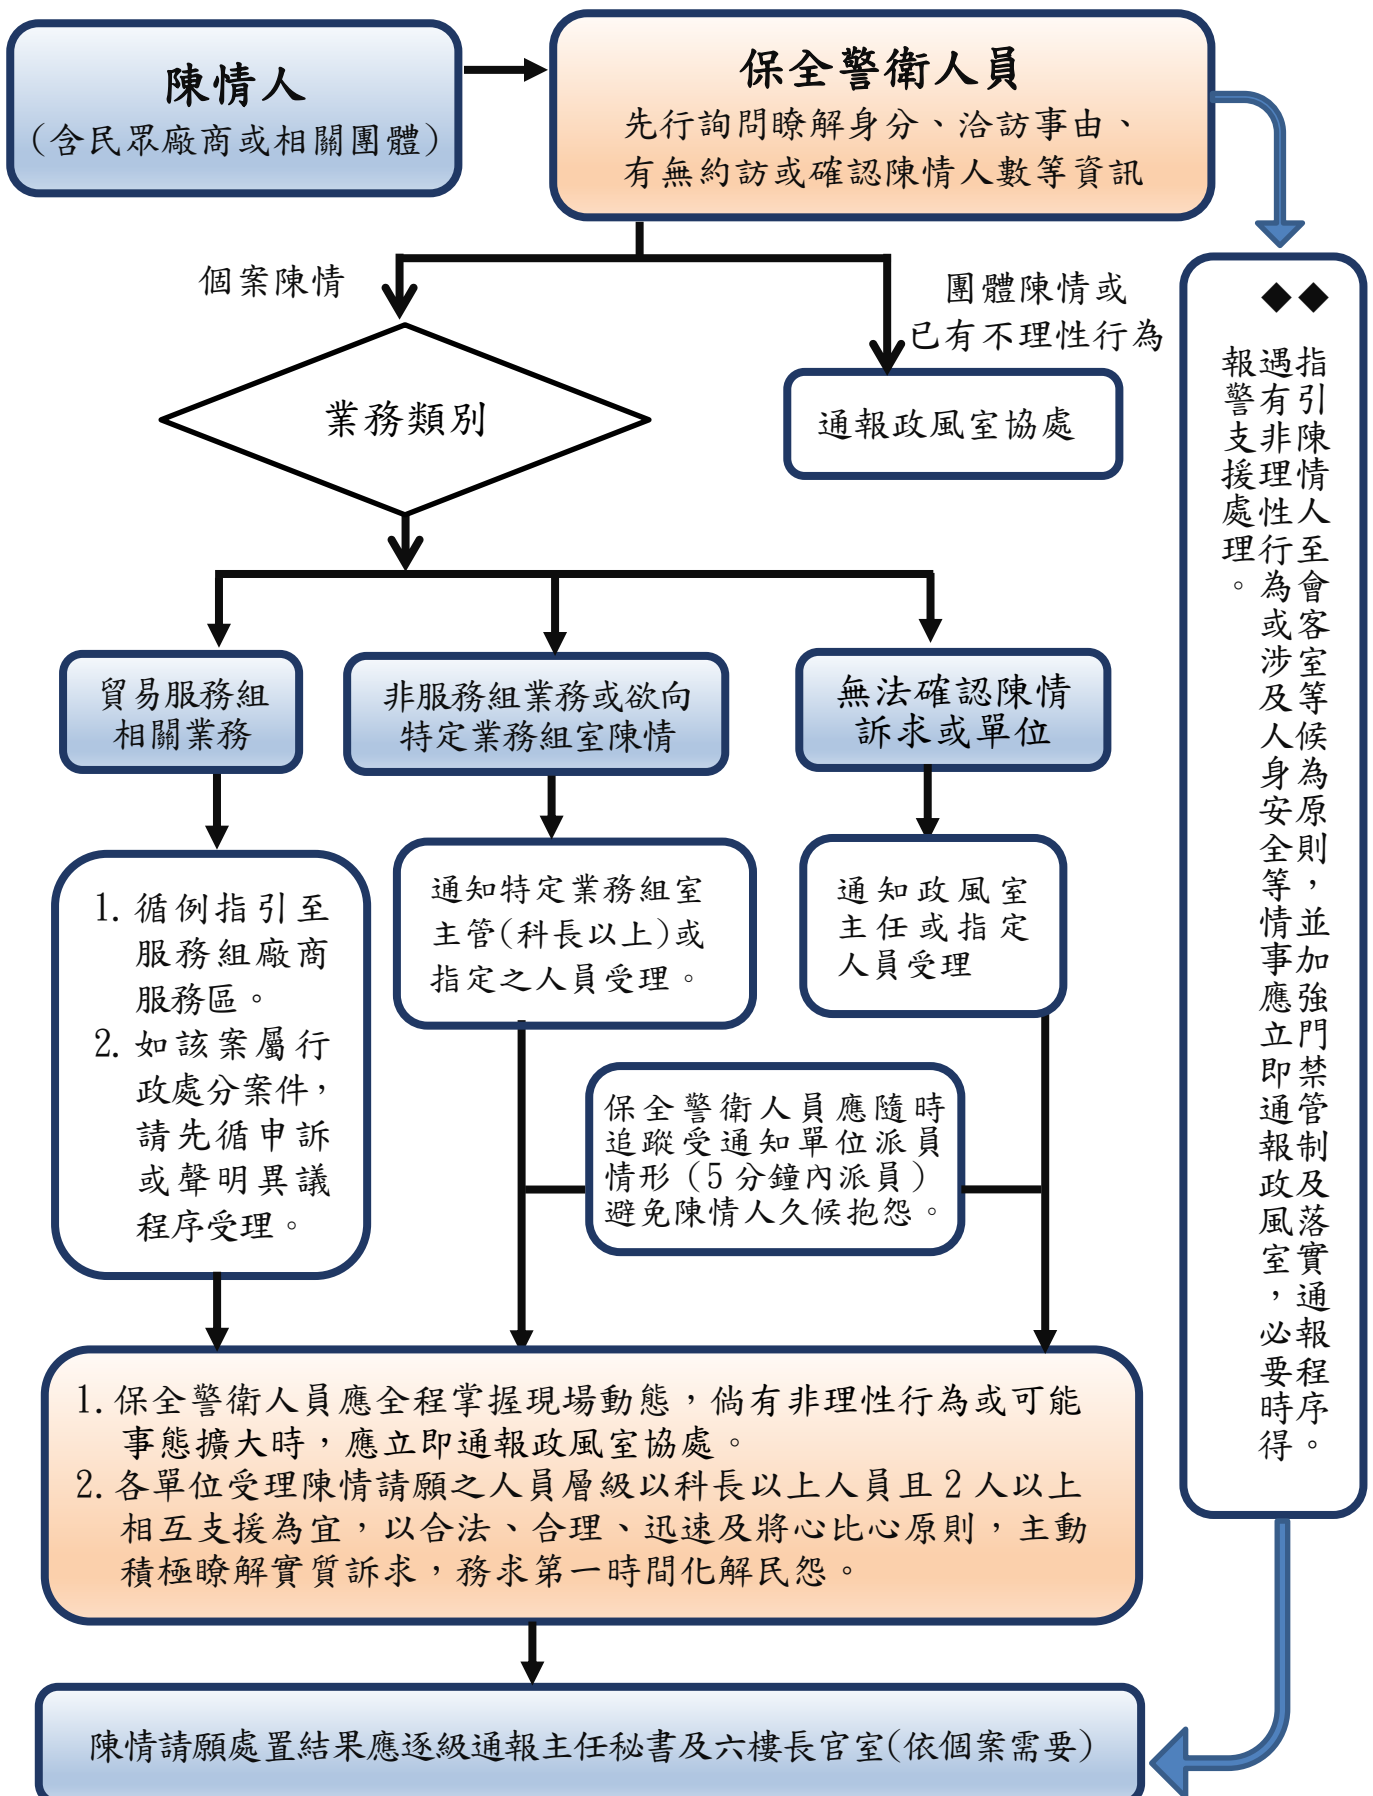 陳情人
(含民眾廠商或相關團體)
保全警衛人員
先行詢問瞭解身分、洽訪事由、
有無約訪或確認陳情人數等資訊
個案陳情
團體陳情或
已有不理性行為
業務類別
通報政風室協處
貿易服務組
相關業務
非服務組業務或欲向
特定業務組室陳情
無法確認陳情
訴求或單位
1. 循例指引至
服務組廠商
服務區。
2. 如該案屬行
政處分案件,
請先循申訴
或聲明異議
程序受理。
通知特定業務組室
主管(科長以上)或
指定之人員受理。
通知政風室
主任或指定
人員受理
保全警衛人員應隨時
追蹤受通知單位派員
情形(5分鐘內派員)
避免陳情人久候抱怨。
1. 保全警衛人員應全程掌握現場動態,倘有非理性行為或可能
事態擴大時,應立即通報政風室協處。
2. 各單位受理陳情請願之人員層級以科長以上人員且2人以上
相互支援為宜,以合法、合理、迅速及將心比心原則,主動
積極瞭解實質訴求,務求第一時間化解民怨。
◆指引陳情人至會客室等候為原則,並加強門禁管制及落實通報程序。
◆遇有非理性行為或涉及人身安全等情事應立即通報政風室,必要時得
報警支援處理。
陳情請願處置結果應逐級通報主任秘書及六樓長官室(依個案需要)